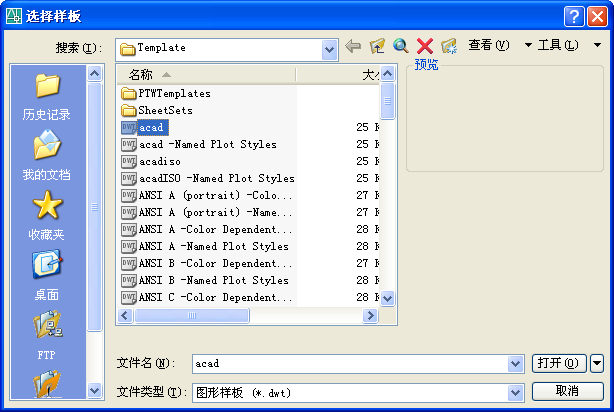 选择样板
搜索(I):
Template
查看(V)
工具(L)
历史记录
我的文档
收藏夹
桌面
FTP
名称 大小
PTWTemplates
SheetSets
acad 25 K
acad -Named Plot Styles 25 K
acadiso 25 K
acadISO -Named Plot Styles 25 K
ANSI A (portrait) -Colo... 27 K
ANSI A (portrait) -Name... 27 K
ANSI A -Color Dependent... 28 K
ANSI A -Named Plot Styles 28 K
ANSI B -Color Dependent... 27 K
ANSI B -Named Plot Styles 28 K
ANSI C -Color Dependent... 28 K
预览
文件名(N): acad 打开(O)
文件类型(T): 图形样板 (*.dwt) 取消